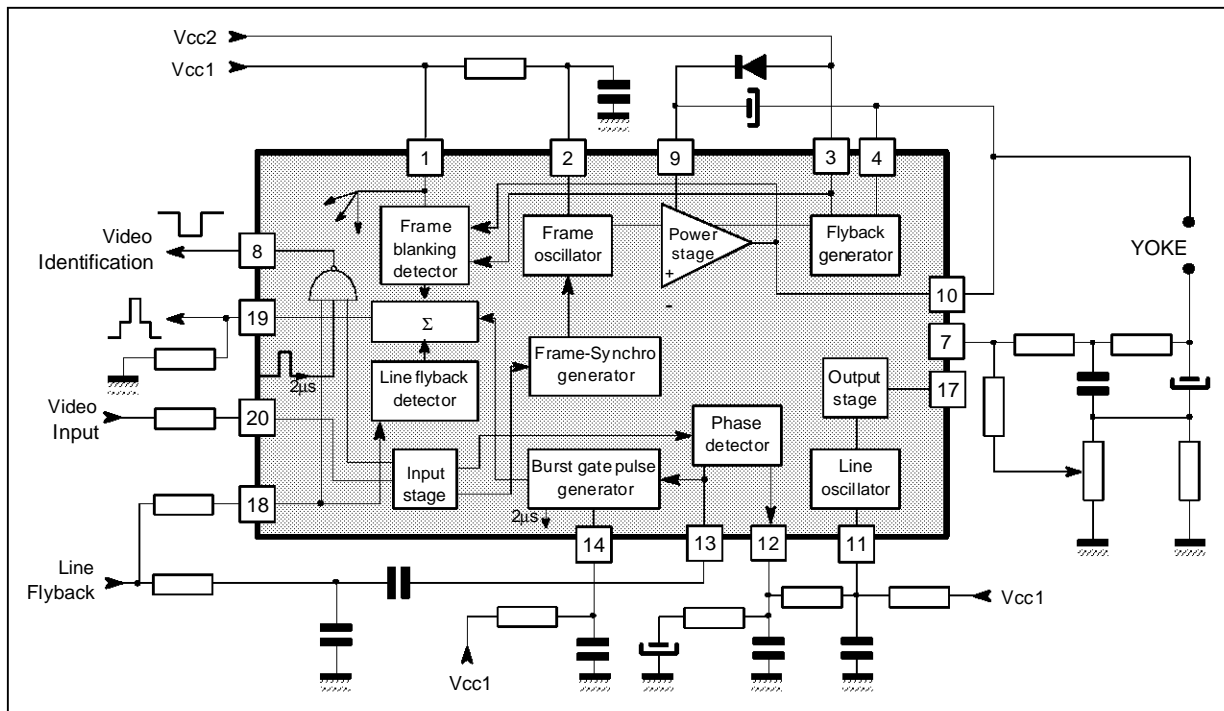 Vcc2
Vcc1
1
2
9
3
4
Video
Identification
8
Frame
blanking
detector
Frame
oscillator
Power
stage
+
-
Flyback
generator
YOKE
10
19
Σ
7
2µs
Line flyback
detector
Frame-Synchro
generator
Output
stage
17
Video
Input
20
Phase
detector
Input
stage
Burst gate pulse
generator
Line
oscillator
18
2µs
14
13
12
11
Line
Flyback
Vcc1
Vcc1